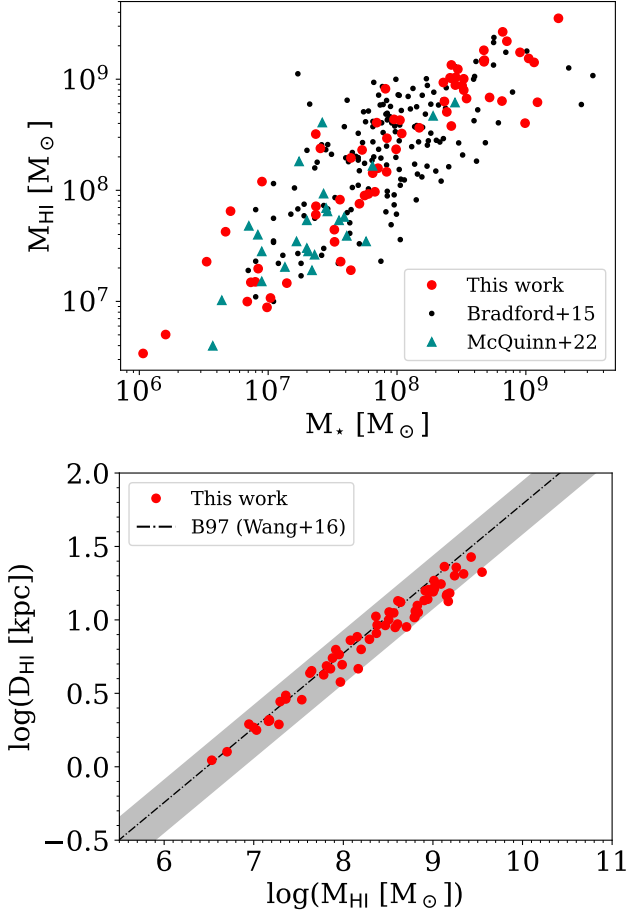 10⁹
10⁸
10⁷
M_HI [M_⊙]
This work
Bradford+15
McQuinn+22
10⁶ 10⁷ 10⁸ 10⁹
M_⋆ [M_⊙]
2.0
1.5
1.0
0.5
0.0
−0.5
log(D_HI [kpc])
This work
B97 (Wang+16)
6 7 8 9 10 11
log(M_HI [M_⊙])